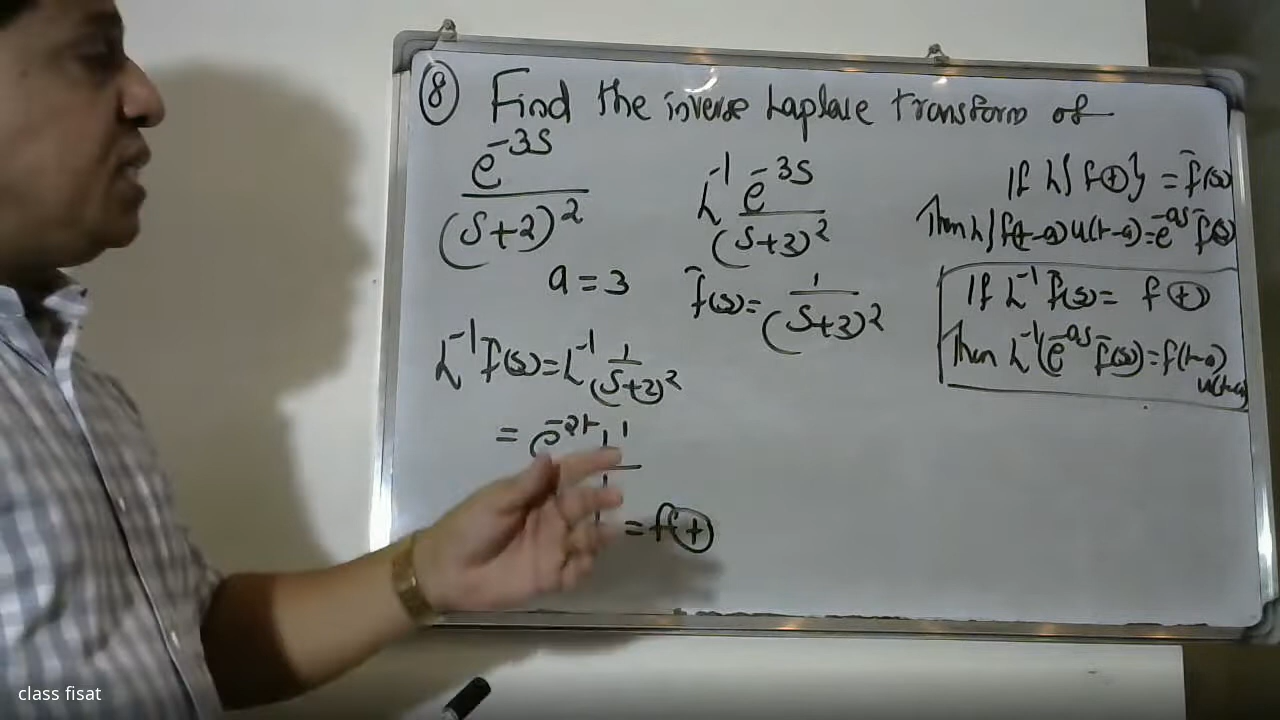 ⑧ Find the inverse Laplace transform of
e^-3s / (s+2)^2
L^-1 e^-3s / (s+2)^2
a = 3
f̄(s) = 1 / (s+2)^2
L^-1 f̄(s) = L^-1 1 / (s+2)^2
= e^-2t
= f(t)
If L{f(t)} = f̄(s)
Then L{f(t-a)u(t-a)} = e^-as f̄(s)
If L^-1 f̄(s) = f(t)
Then L^-1(e^-as f̄(s)) = f(t-a)
u(t-a)
class fisat